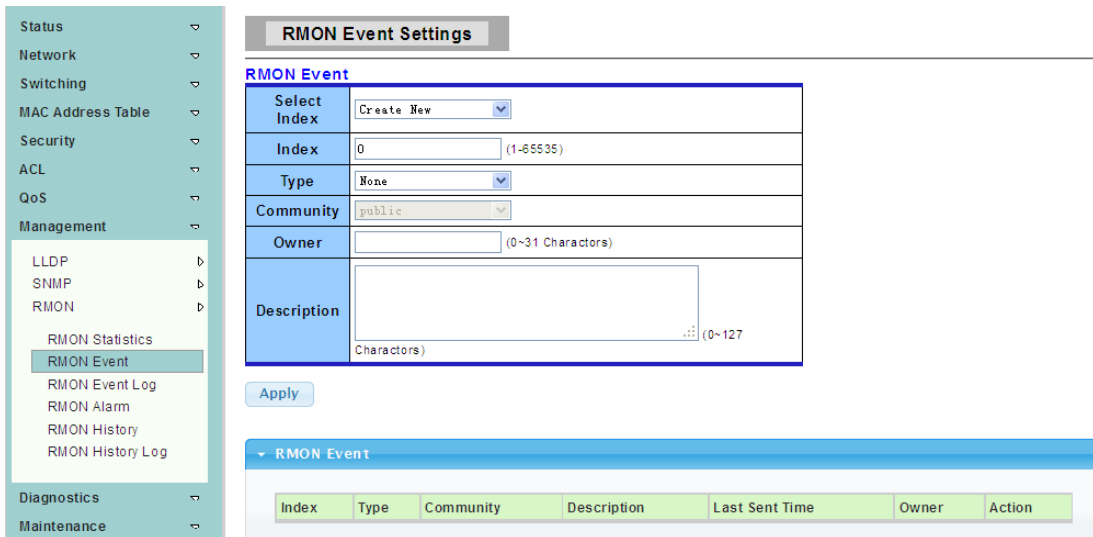 Status
Network
Switching
MAC Address Table
Security
ACL
QoS
Management
LLDP
SNMP
RMON
RMON Statistics
RMON Event
RMON Event Log
RMON Alarm
RMON History
RMON History Log
Diagnostics
Maintenance
RMON Event Settings
RMON Event
Select
Index
Create New
Index
0
(1-65535)
Type
None
Community
public
Owner
(0~31 Charactors)
Description
(0~127
Charactors)
Apply
RMON Event
Index Type Community Description Last Sent Time Owner Action